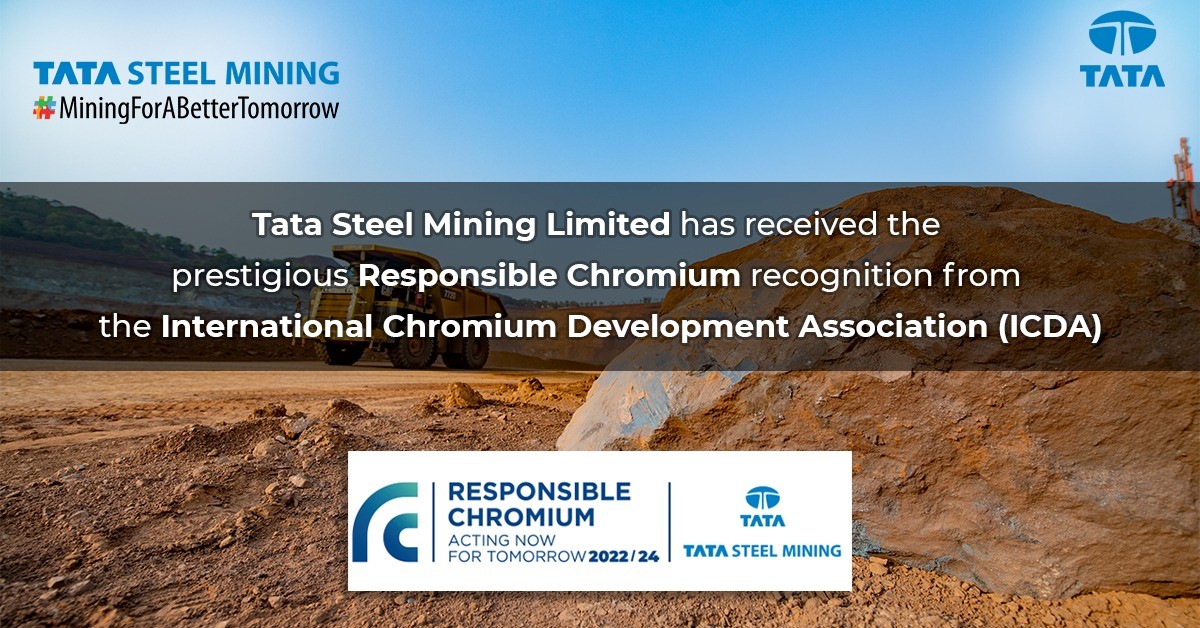 TATA STEEL MINING
#MiningForABetterTomorrow
TATA
Tata Steel Mining Limited has received the
prestigious Responsible Chromium recognition from
the International Chromium Development Association (ICDA)
RESPONSIBLE
CHROMIUM
ACTING NOW
FOR TOMORROW 2022/24
TATA
TATA STEEL MINING